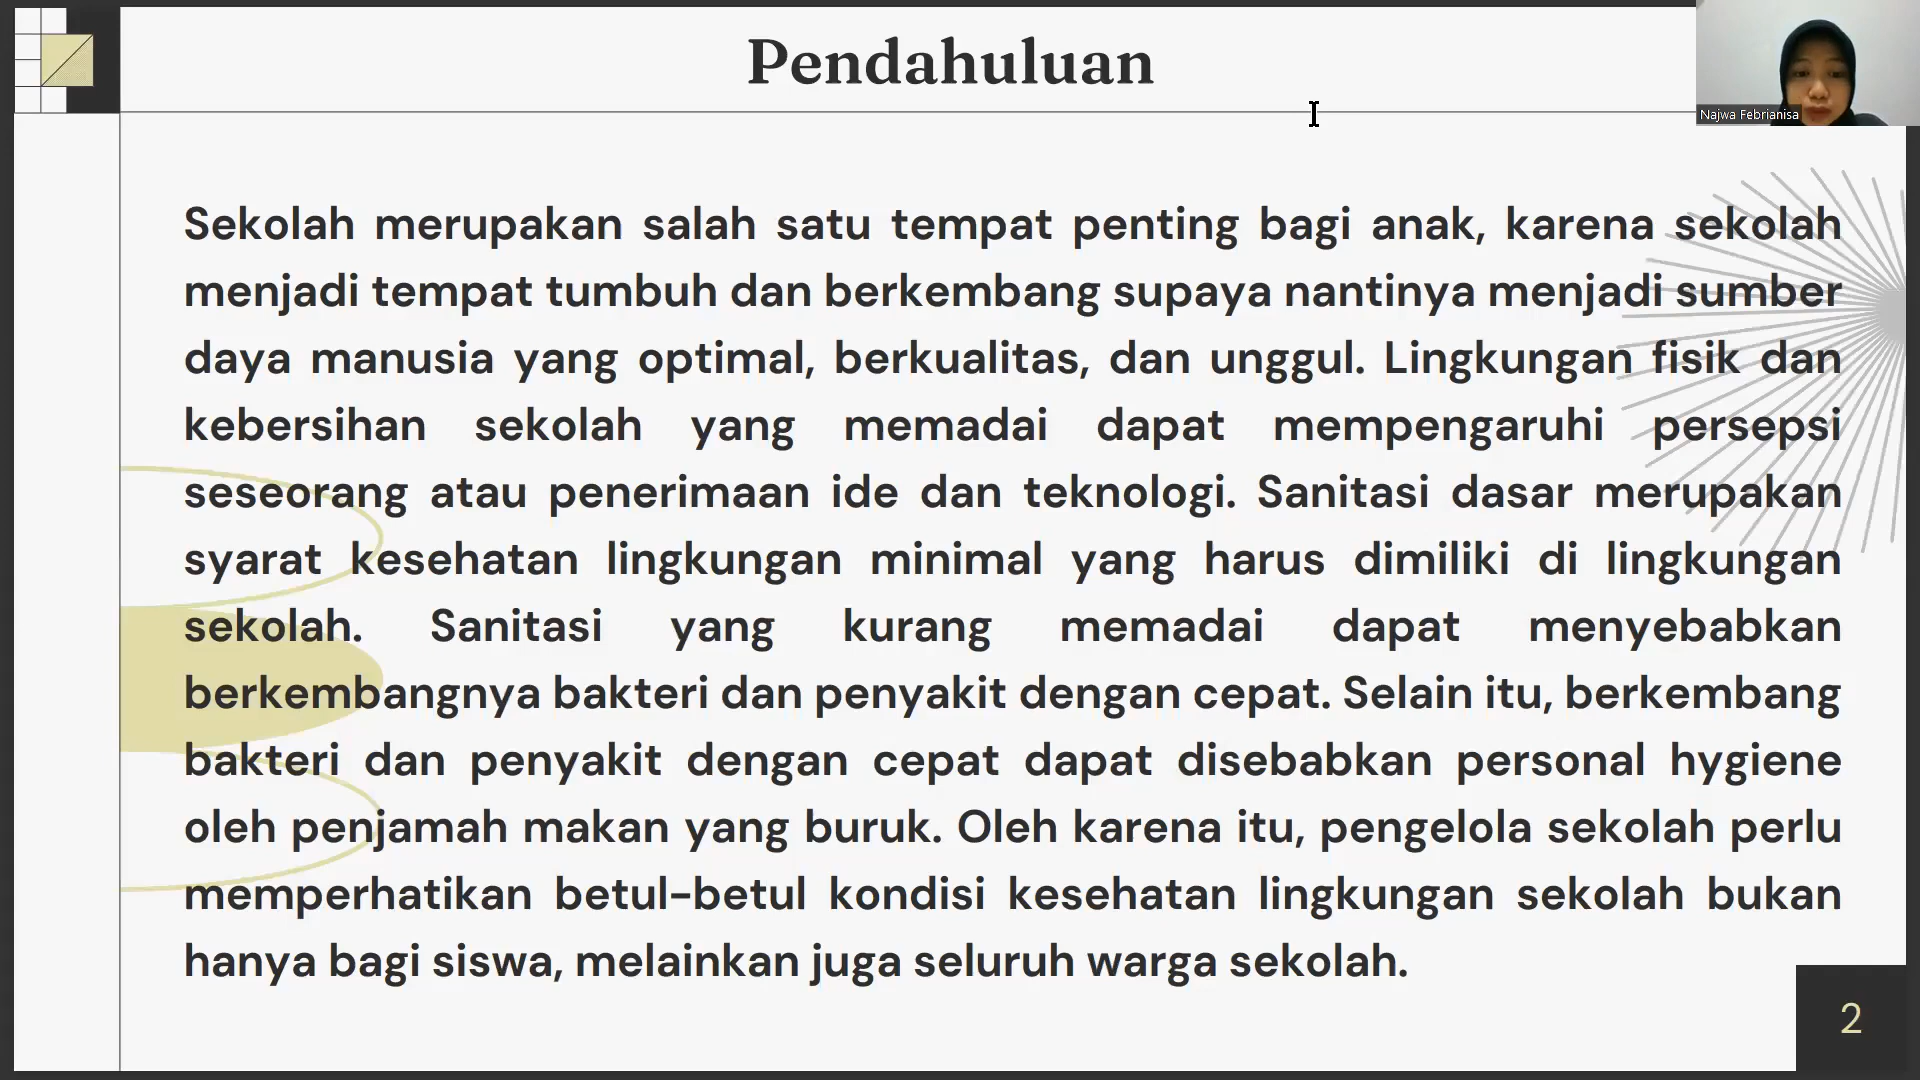 Pendahuluan
Najwa Febrianisa
Sekolah merupakan salah satu tempat penting bagi anak, karena sekolah
menjadi tempat tumbuh dan berkembang supaya nantinya menjadi sumber
daya manusia yang optimal, berkualitas, dan unggul. Lingkungan fisik dan
kebersihan sekolah yang memadai dapat mempengaruhi persepsi
seseorang atau penerimaan ide dan teknologi. Sanitasi dasar merupakan
syarat kesehatan lingkungan minimal yang harus dimiliki di lingkungan
sekolah. Sanitasi yang kurang memadai dapat menyebabkan
berkembangnya bakteri dan penyakit dengan cepat. Selain itu, berkembang
bakteri dan penyakit dengan cepat dapat disebabkan personal hygiene
oleh penjamah makan yang buruk. Oleh karena itu, pengelola sekolah perlu
memperhatikan betul-betul kondisi kesehatan lingkungan sekolah bukan
hanya bagi siswa, melainkan juga seluruh warga sekolah.
2